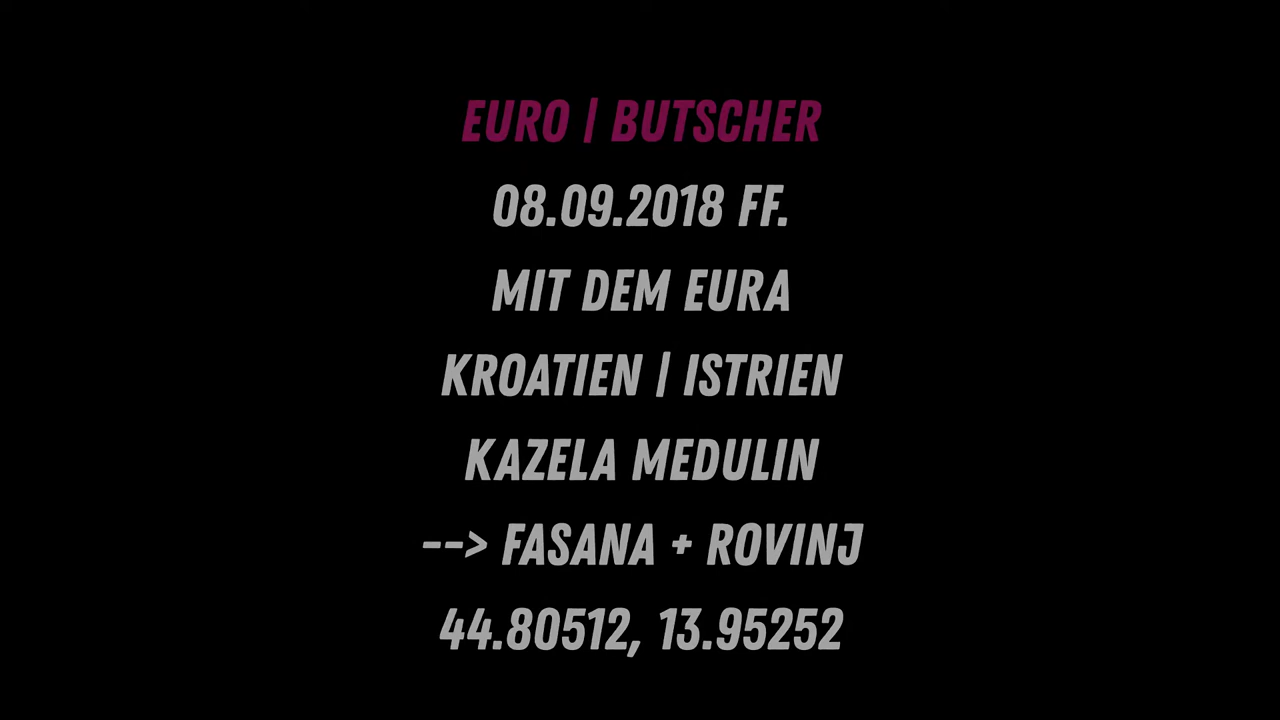 EURO | BUTSCHER
08.09.2018 FF.
MIT DEM EURA
KROATIEN | ISTRIEN
KAZELA MEDULIN
--> FASANA + ROVINJ
44.80512, 13.95252